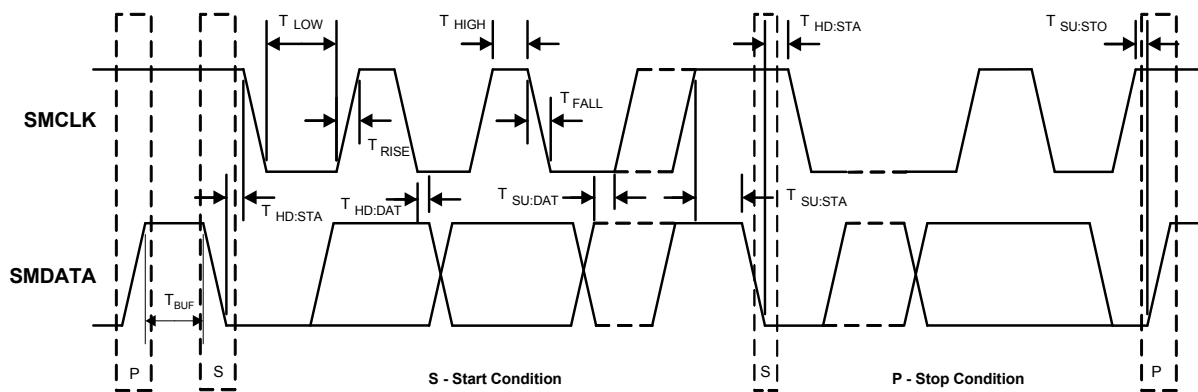 T LOW
T HIGH
T HD:STA
T SU:STO
SMCLK
T FALL
T RISE
T HD:STA
T HD:DAT
T SU:DAT
T SU:STA
SMDATA
T BUF
P
S
S - Start Condition
S
P - Stop Condition
P